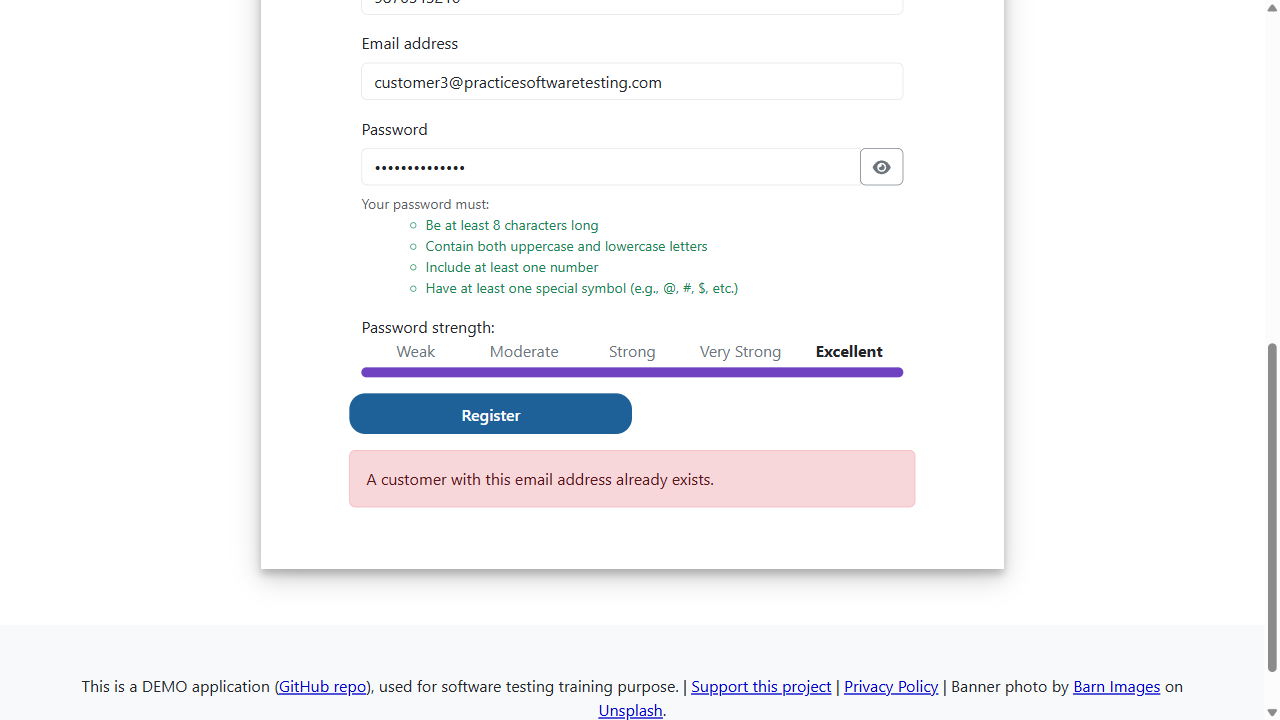 Email address
customer3@practicesoftwaretesting.com
Password
••••••••••••••
Your password must:
Be at least 8 characters long
Contain both uppercase and lowercase letters
Include at least one number
Have at least one special symbol (e.g., @, #, $, etc.)
Password strength:
Weak Moderate Strong Very Strong Excellent
Register
A customer with this email address already exists.
This is a DEMO application (GitHub repo), used for software testing training purpose. | Support this project | Privacy Policy | Banner photo by Barn Images on
Unsplash.